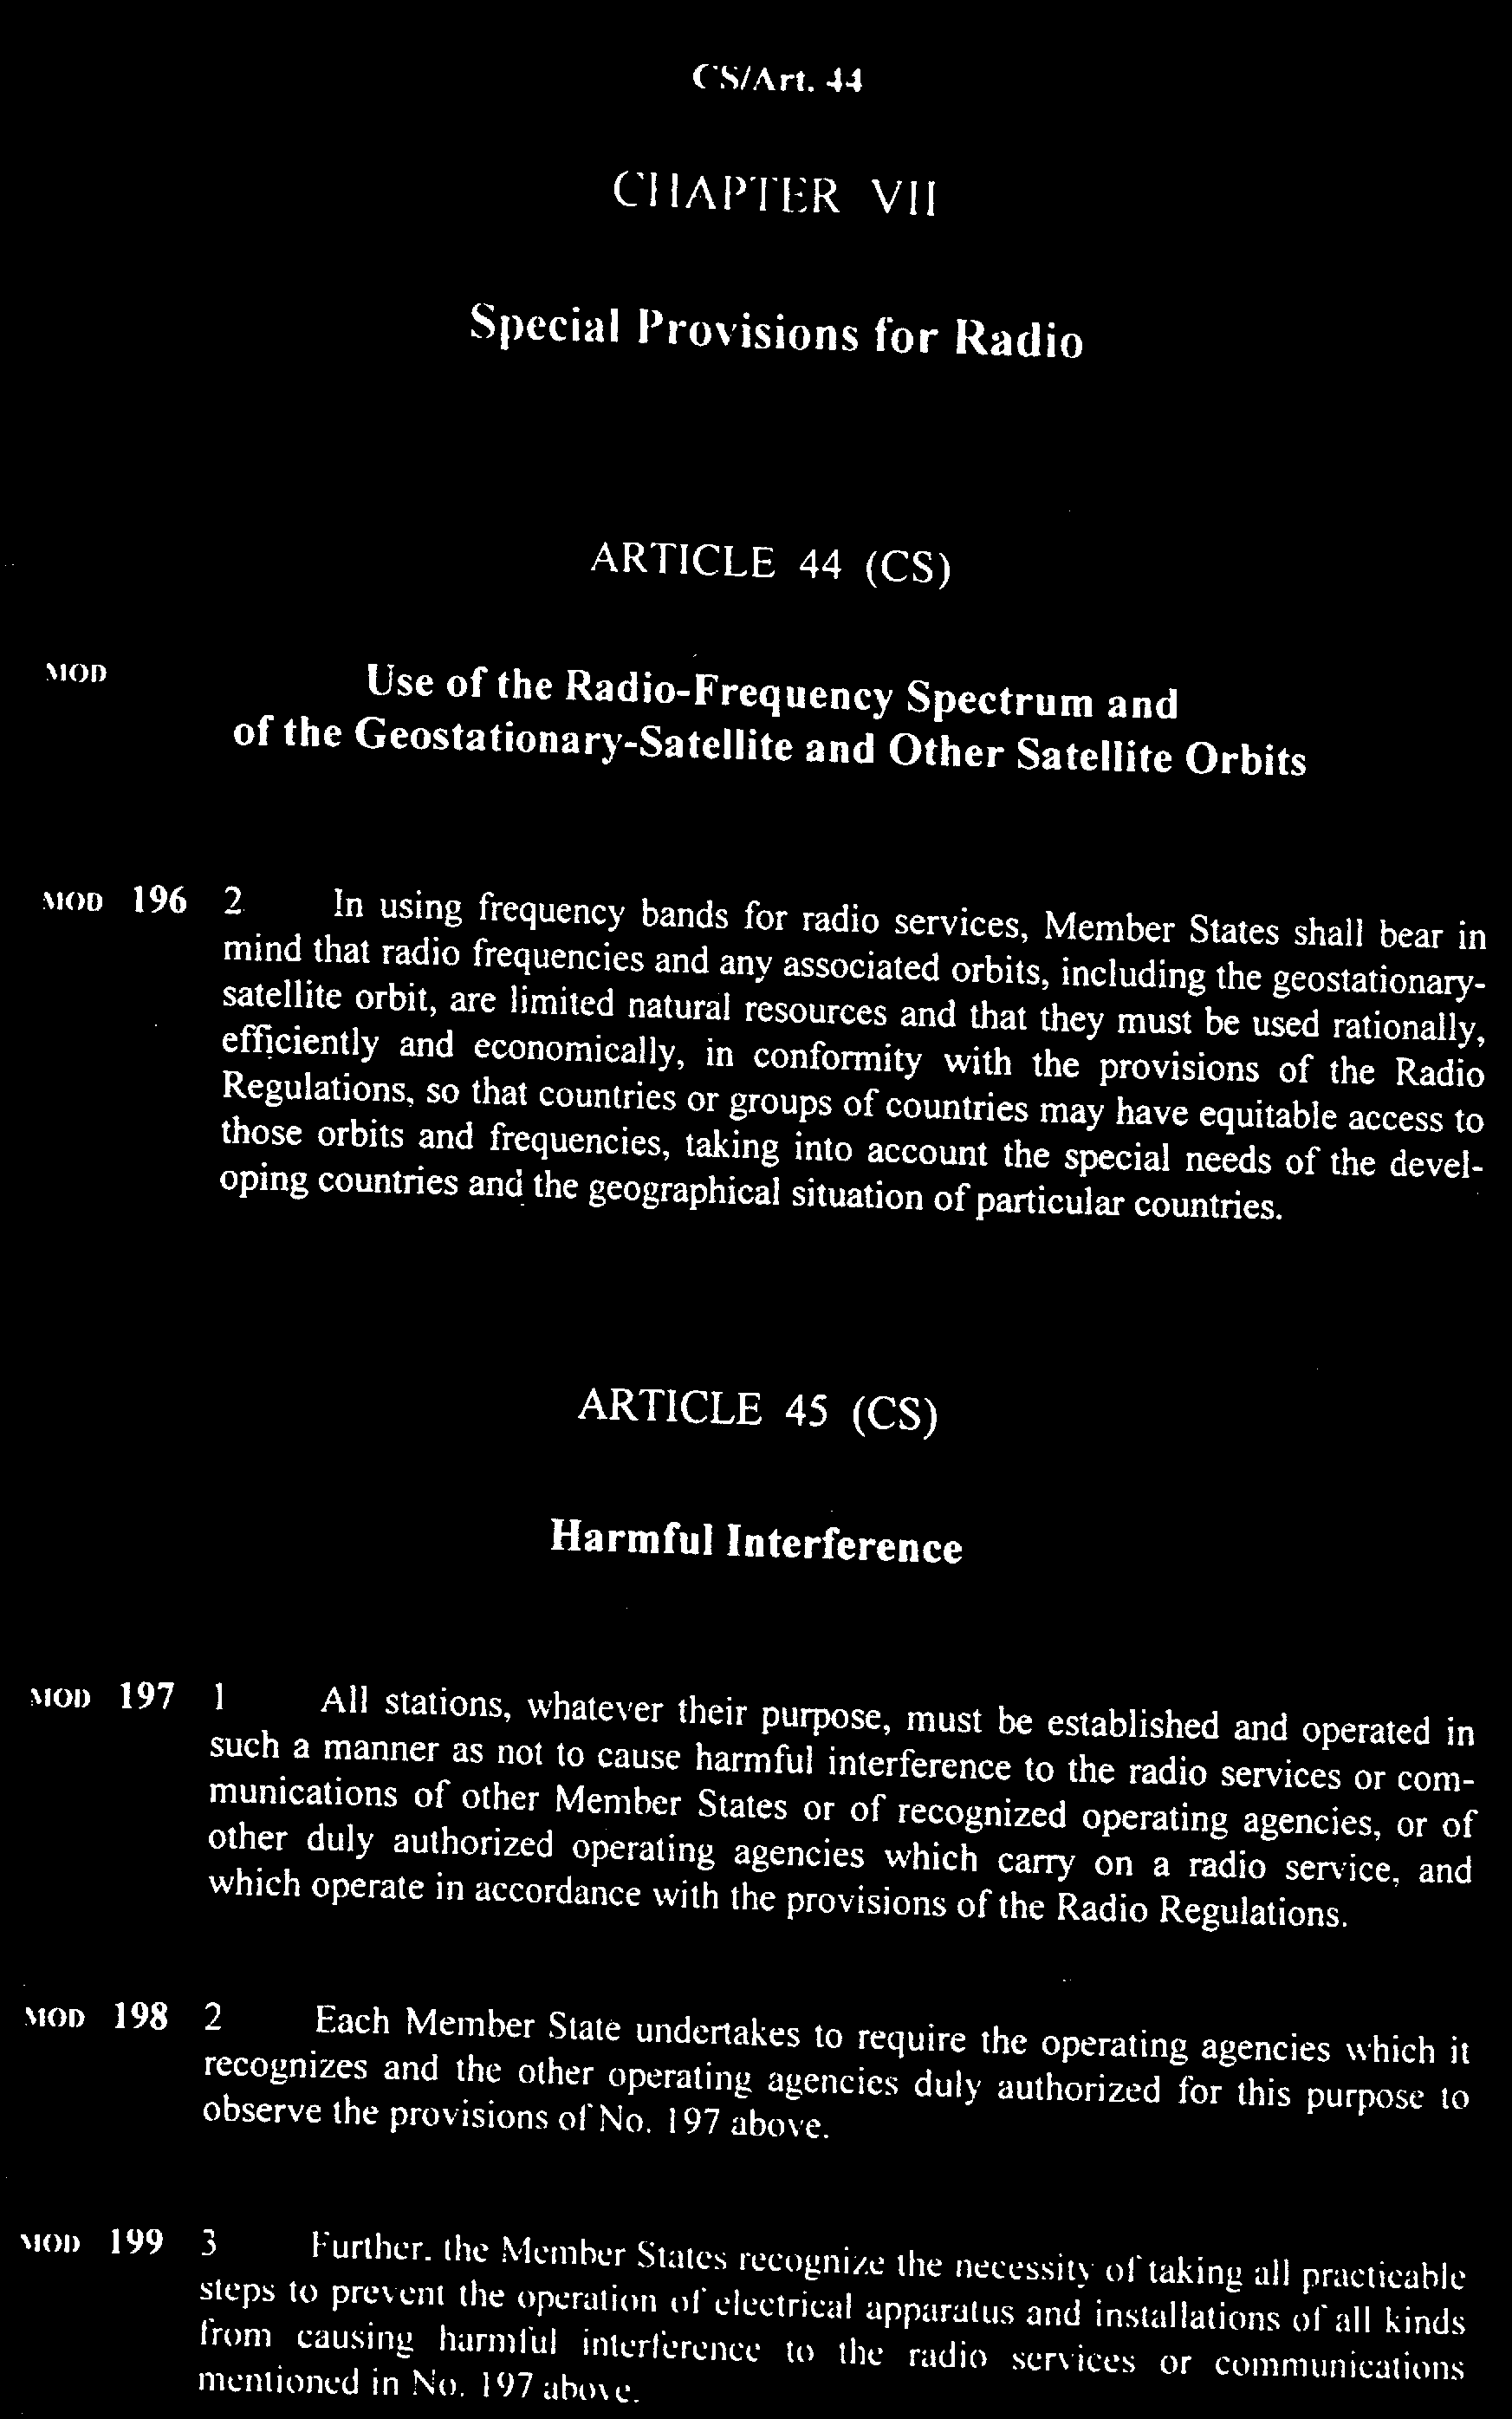 CS/Art. 44
CHAPTER VII
Special Provisions for Radio
ARTICLE 44 (CS)
MOD Use of the Radio-Frequency Spectrum and
of the Geostationary-Satellite and Other Satellite Orbits
MOD 196 2 In using frequency bands for radio services, Member States shall bear in
mind that radio frequencies and any associated orbits, including the geostationary-
satellite orbit, are limited natural resources and that they must be used rationally,
efficiently and economically, in conformity with the provisions of the Radio
Regulations, so that countries or groups of countries may have equitable access to
those orbits and frequencies, taking into account the special needs of the devel-
oping countries and the geographical situation of particular countries.
ARTICLE 45 (CS)
Harmful Interference
MOD 197 1 All stations, whatever their purpose, must be established and operated in
such a manner as not to cause harmful interference to the radio services or com-
munications of other Member States or of recognized operating agencies, or of
other duly authorized operating agencies which carry on a radio service, and
which operate in accordance with the provisions of the Radio Regulations.
MOD 198 2 Each Member State undertakes to require the operating agencies which it
recognizes and the other operating agencies duly authorized for this purpose to
observe the provisions of No. 197 above.
MOD 199 3 Further, the Member States recognize the necessity of taking all practicable
steps to prevent the operation of electrical apparatus and installations of all kinds
from causing harmful interference to the radio services or communications
mentioned in No. 197 above.